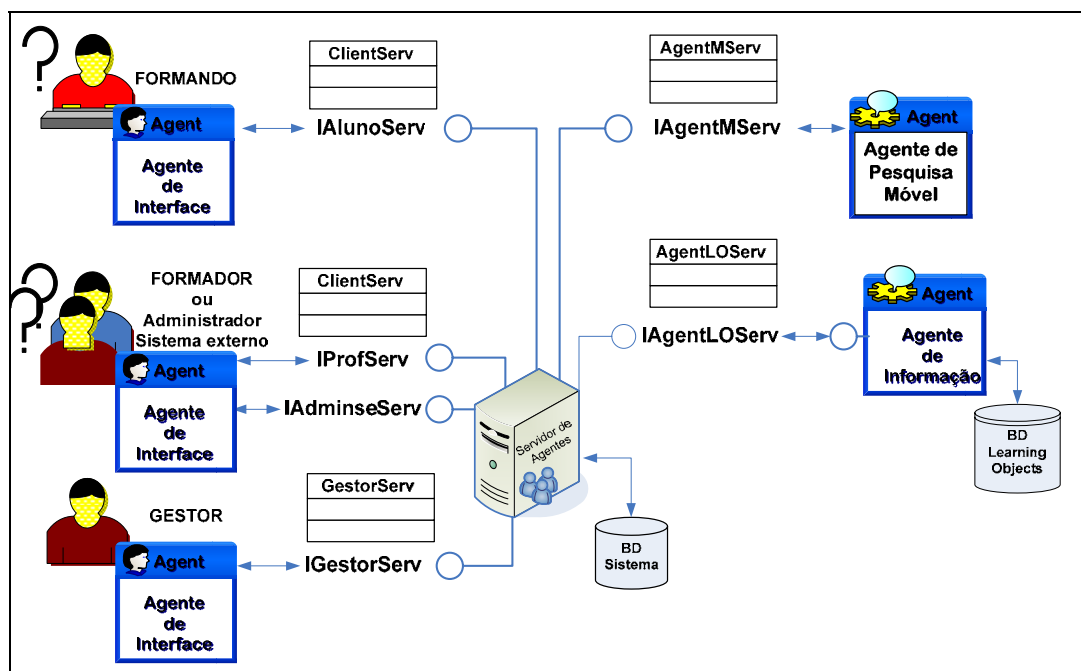 ?
FORMANDO
Agent
Agente
de
Interface
ClientServ
IAlunoServ
AgentMServ
IAgentMServ
Agent
Agente de
Pesquisa
Móvel
??
FORMADOR
ou
Administrador
Sistema externo
Agent
Agente
de
Interface
ClientServ
IProfServ
IAdminseServ
AgentLOServ
IAgentLOServ
Agent
Agente
de
Informação
BD
Learning
Objects
Servidor de
Agentes
BD
Sistema
GESTOR
Agent
Agente
de
Interface
GestorServ
IGestorServ